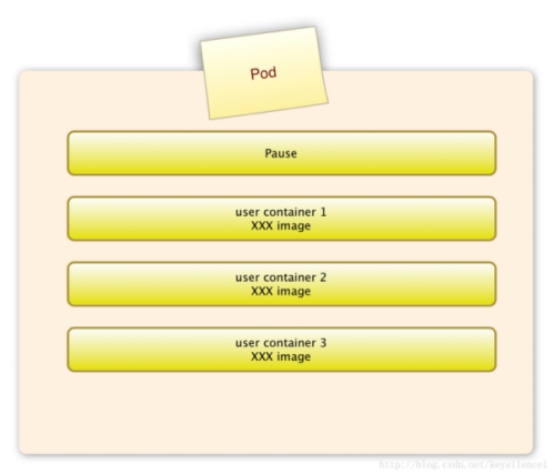 Pod
Pause
user container 1
XXX image
user container 2
XXX image
user container 3
XXX image
http://blog.csdn.net/keysilence1